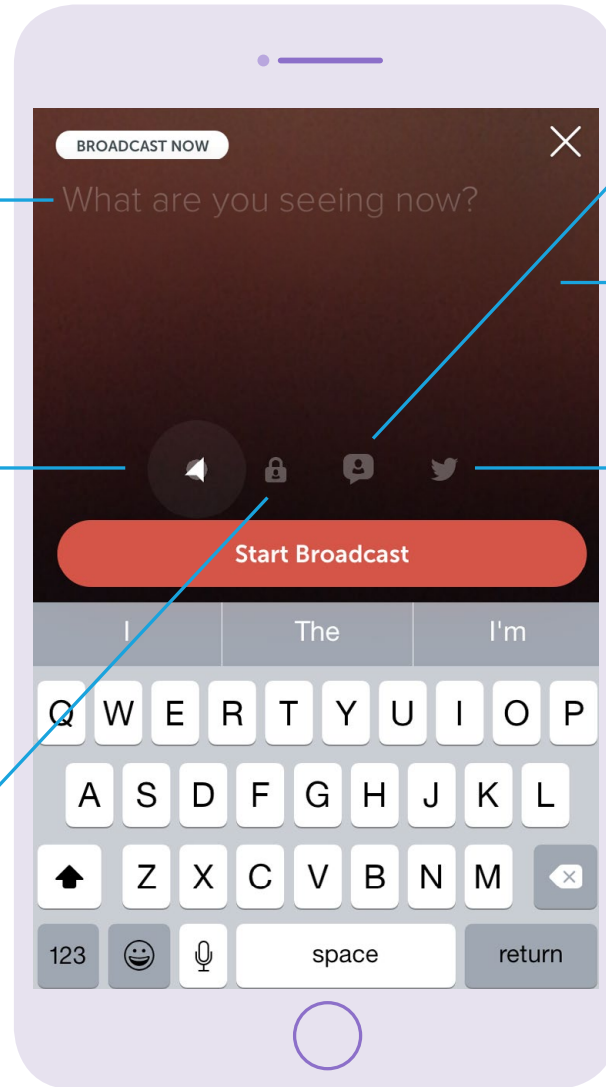 BROADCAST NOW
What are you seeing now?
Start Broadcast
I The I'm
Q W E R T Y U I O P
A S D F G H J K L
Z X C V B N M
123 space return